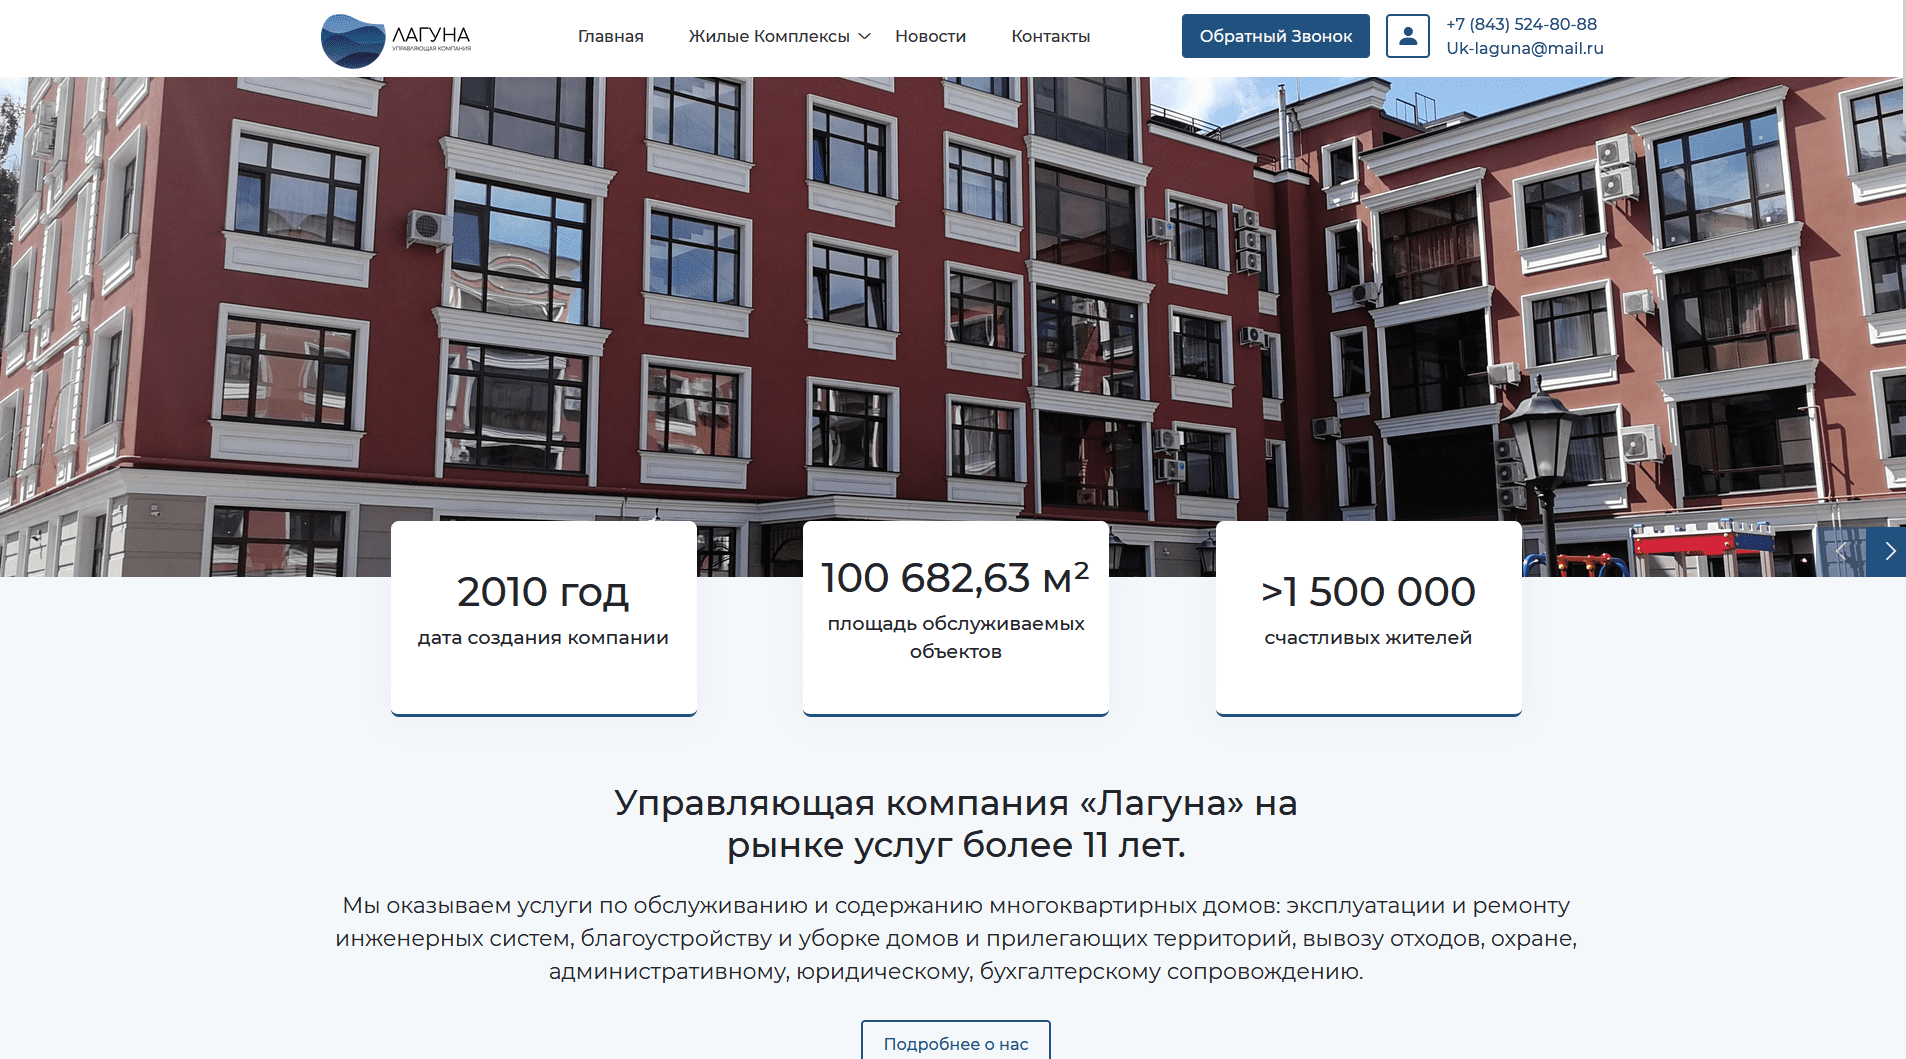 ЛАГУНА
УПРАВЛЯЮЩАЯ КОМПАНИЯ
Главная
Жилые Комплексы
Новости
Контакты
Обратный Звонок
+7 (843) 524-80-88
Uk-laguna@mail.ru
2010 год
дата создания компании
100 682,63 м²
площадь обслуживаемых
объектов
>1 500 000
счастливых жителей
Управляющая компания «Лагуна» на
рынке услуг более 11 лет.
Мы оказываем услуги по обслуживанию и содержанию многоквартирных домов: эксплуатации и ремонту
инженерных систем, благоустройству и уборке домов и прилегающих территорий, вывозу отходов, охране,
административному, юридическому, бухгалтерскому сопровождению.
Подробнее о нас